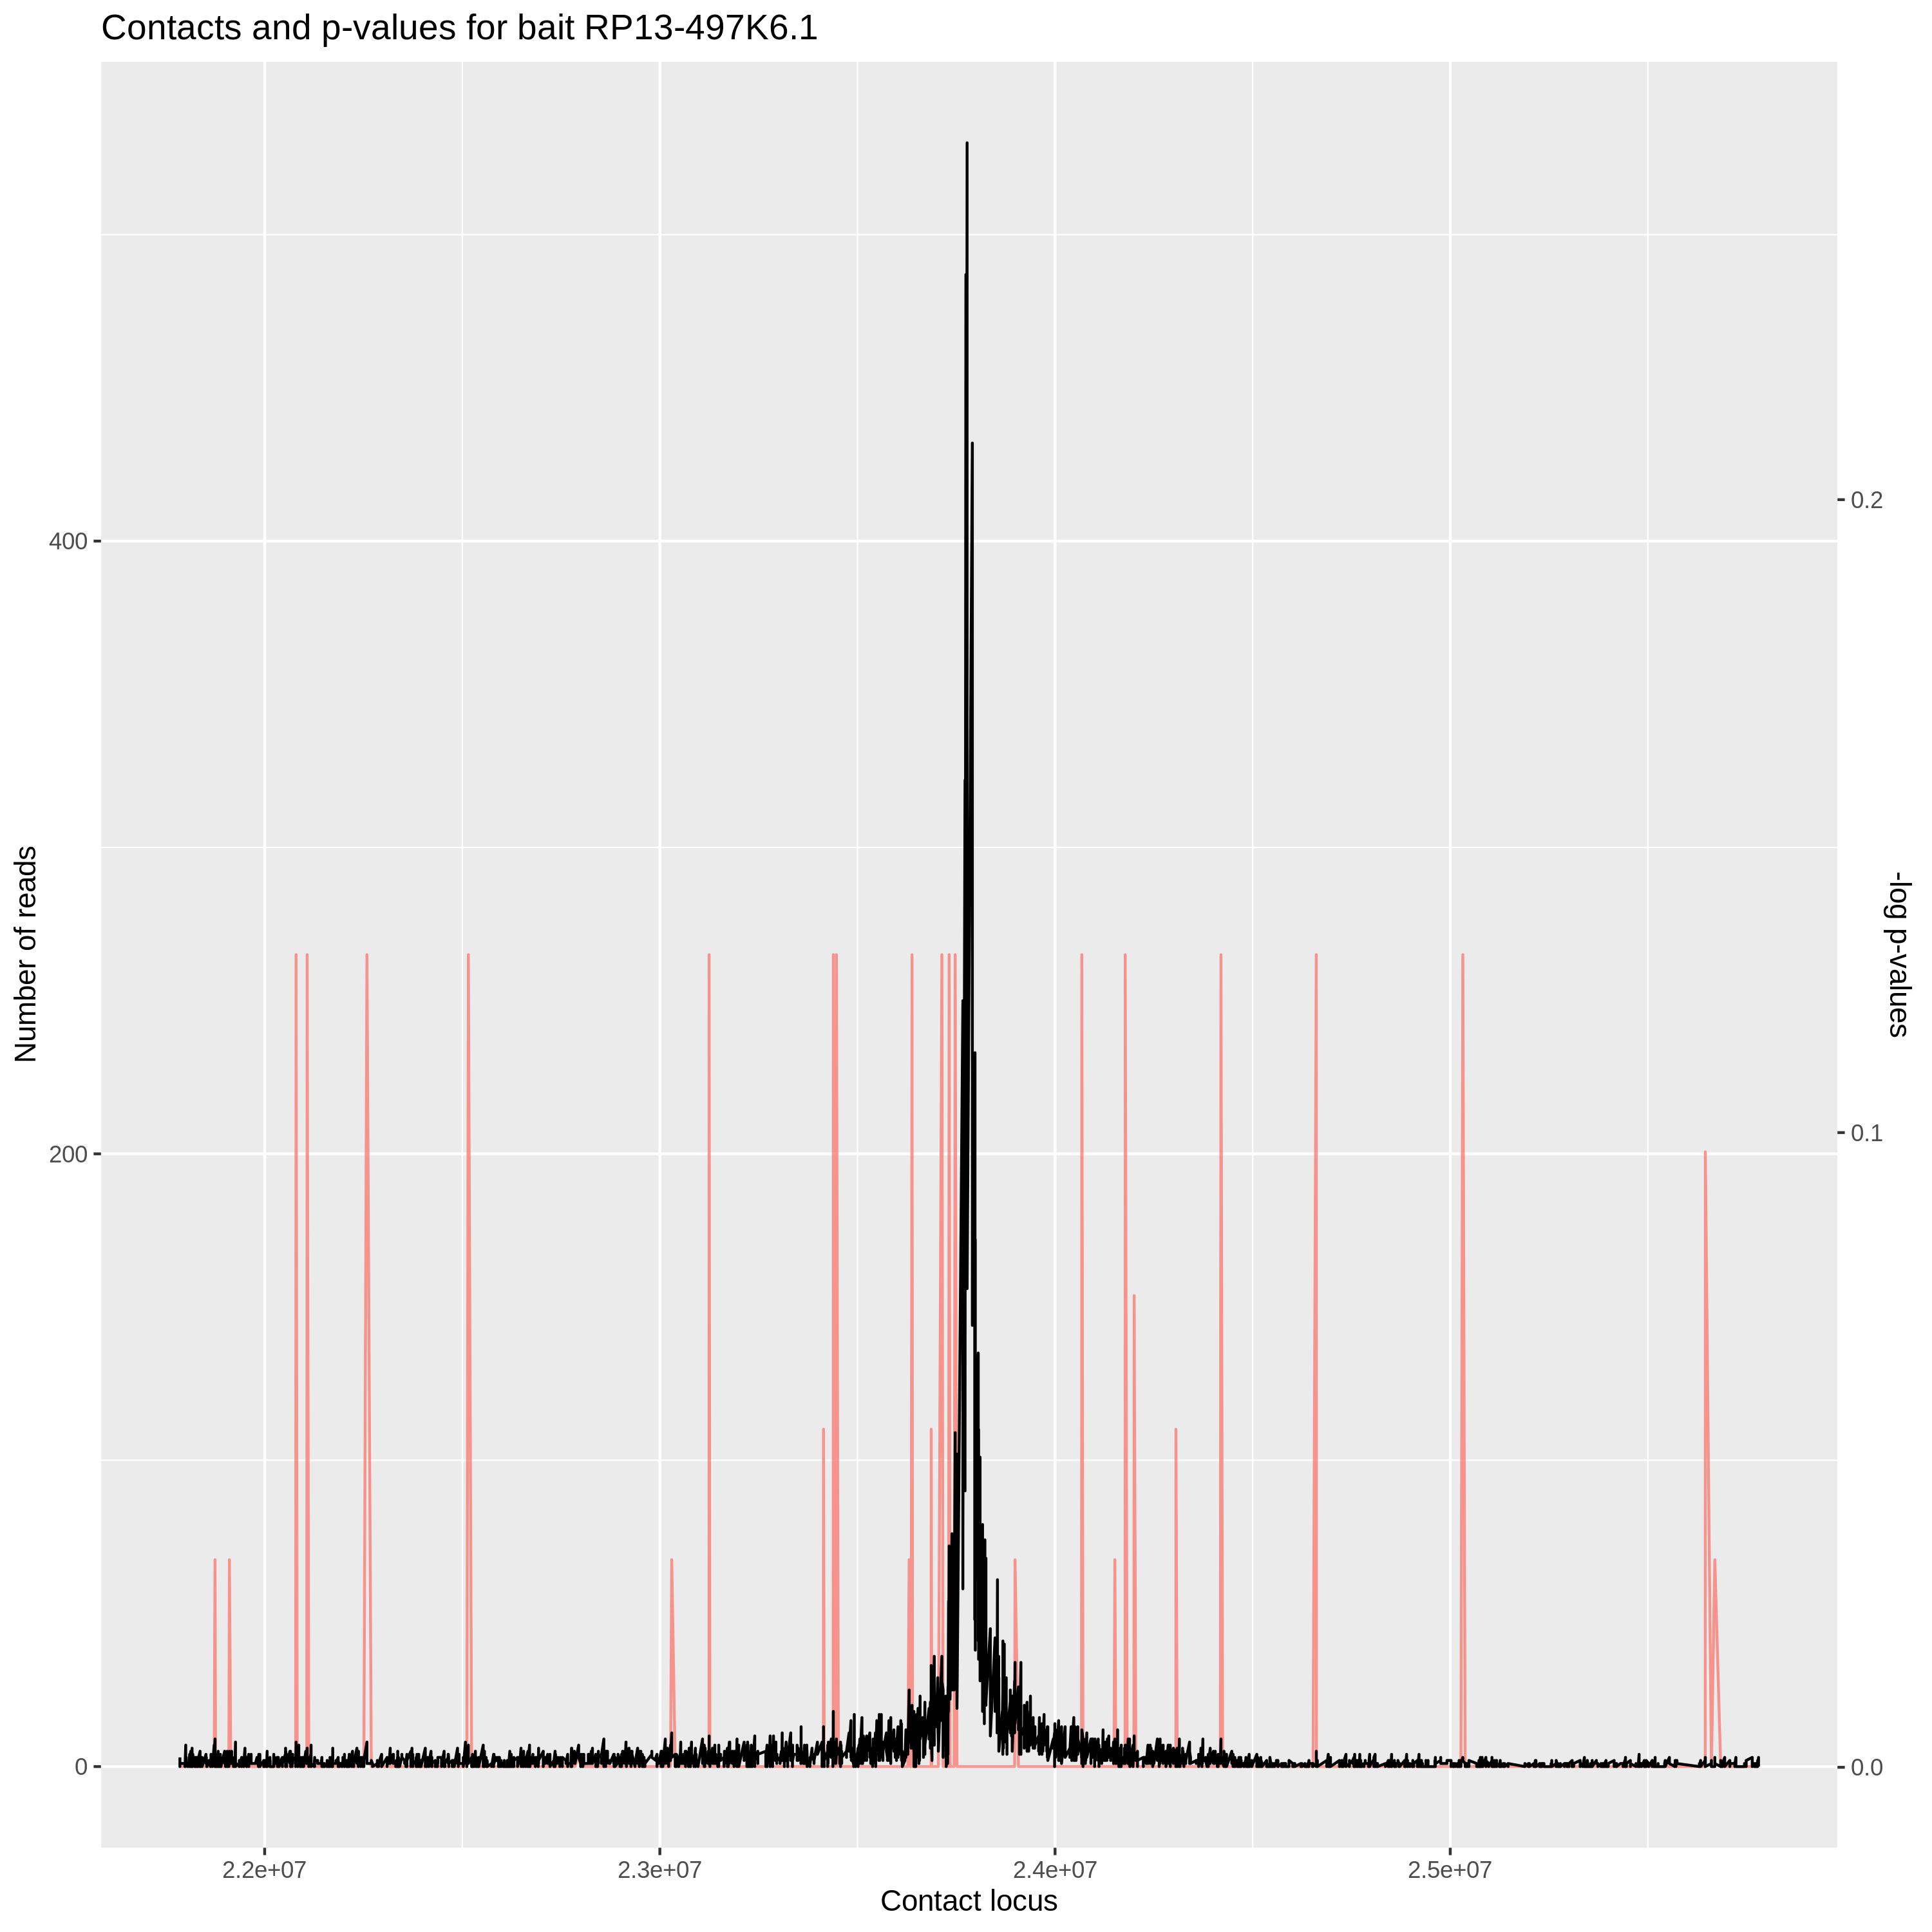 Contacts and p-values for bait RP13-497K6.1
400
200
0
Number of reads
0.2
0.1
0.0
-log p-values
2.2e+07
2.3e+07
2.4e+07
2.5e+07
Contact locus